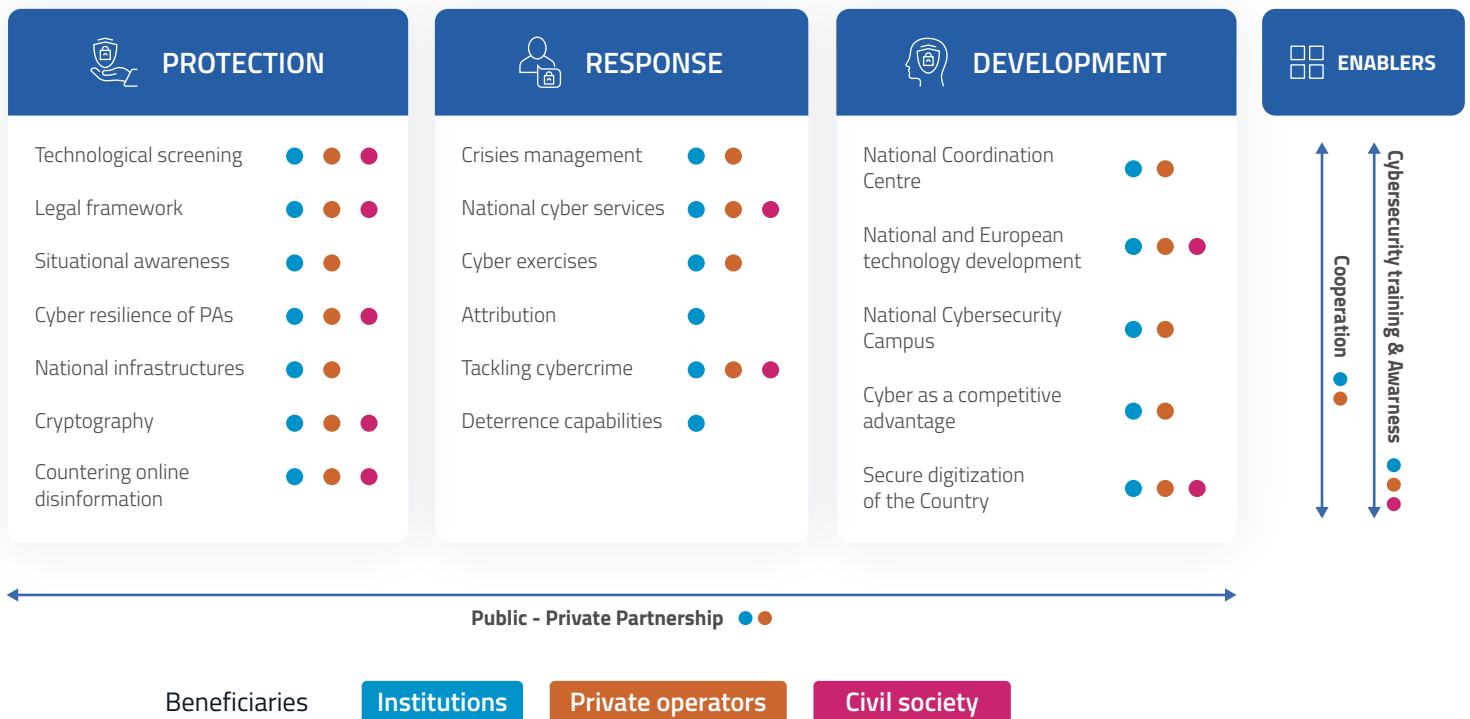 PROTECTION
Technological screening
Legal framework
Situational awareness
Cyber resilience of PAs
National infrastructures
Cryptography
Countering online
disinformation
RESPONSE
Crisies management
National cyber services
Cyber exercises
Attribution
Tackling cybercrime
Deterrence capabilities
DEVELOPMENT
National Coordination
Centre
National and European
technology development
National Cybersecurity
Campus
Cyber as a competitive
advantage
Secure digitization
of the Country
ENABLERS
Cooperation
Cybersecurity training & Awarness
Public - Private Partnership
Beneficiaries
Institutions
Private operators
Civil society